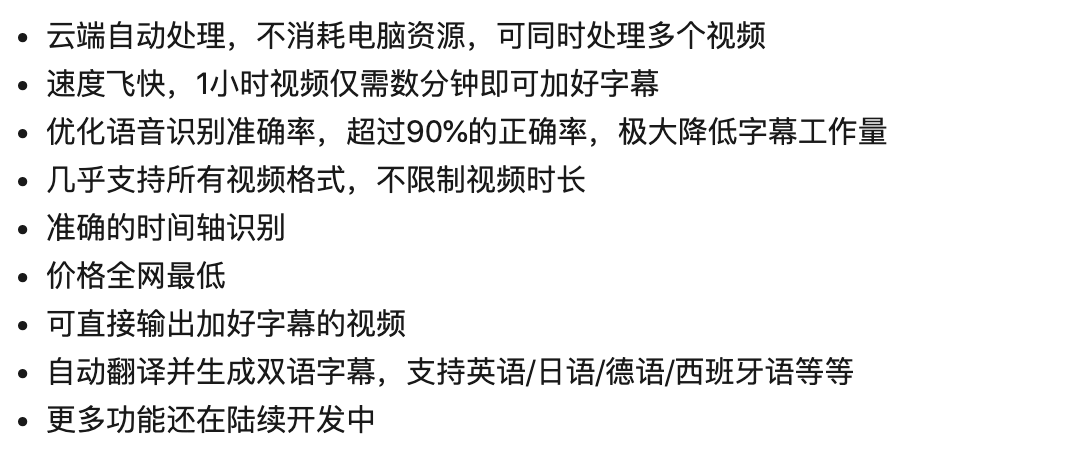 • 云端自动处理，不消耗电脑资源，可同时处理多个视频
• 速度飞快，1小时视频仅需数分钟即可加好字幕
• 优化语音识别准确率，超过90%的正确率，极大降低字幕工作量
• 几乎支持所有视频格式，不限制视频时长
• 准确的时间轴识别
• 价格全网最低
• 可直接输出加好字幕的视频
• 自动翻译并生成双语字幕，支持英语/日语/德语/西班牙语等等
• 更多功能还在陆续开发中